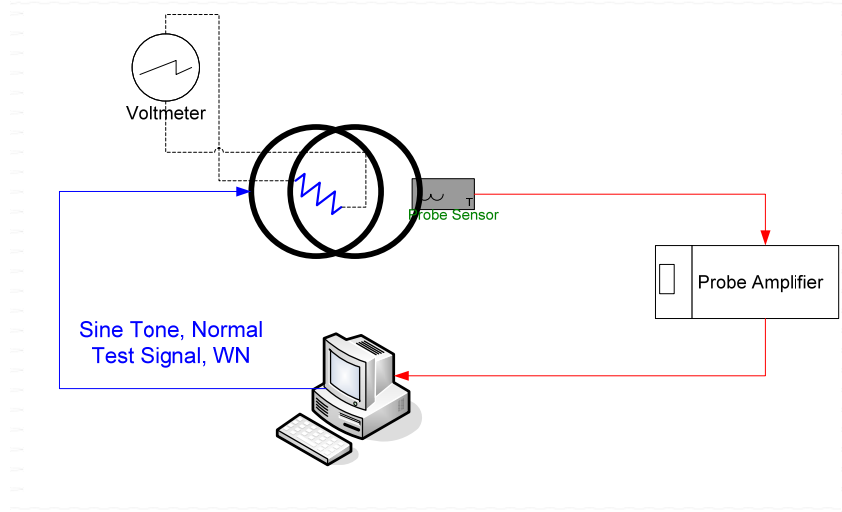 Voltmeter
T
Probe Sensor
Probe Amplifier
Sine Tone, Normal
Test Signal, WN